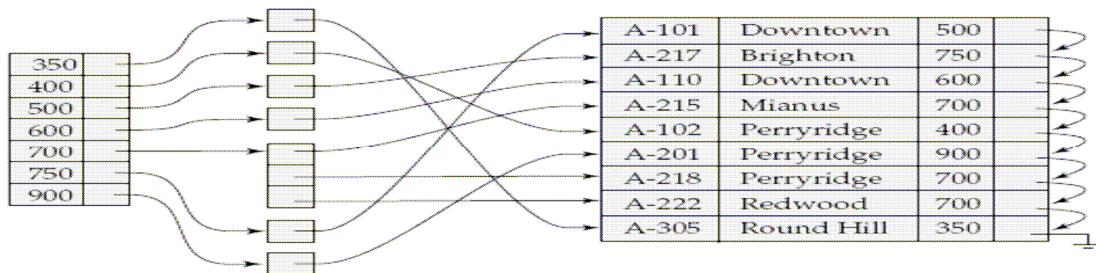 350
400
500
600
700
750
900
A-101 Downtown 500
A-217 Brighton 750
A-110 Downtown 600
A-215 Mianus 700
A-102 Perryridge 400
A-201 Perryridge 900
A-218 Perryridge 700
A-222 Redwood 700
A-305 Round Hill 350